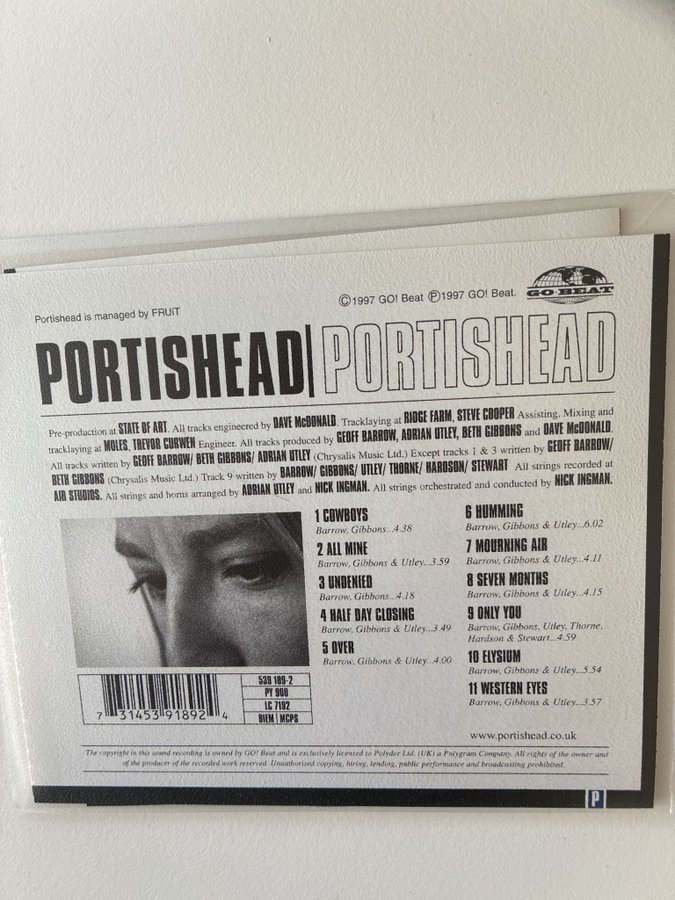 Portishead is managed by FRUiT
©1997 GO! Beat ℗1997 GO! Beat.
GO·BEAT
PORTISHEAD|PORTISHEAD
Pre-production at STATE OF ART. All tracks engineered by DAVE McDONALD. Tracklaying at RIDGE FARM, STEVE COOPER Assisting. Mixing and
tracklaying at MOLES, TREVOR CURWEN Engineer. All tracks produced by GEOFF BARROW, ADRIAN UTLEY, BETH GIBBONS and DAVE McDONALD.
All tracks written by GEOFF BARROW/ BETH GIBBONS/ ADRIAN UTLEY (Chrysalis Music Ltd.) Except tracks 1 & 3 written by GEOFF BARROW/
BETH GIBBONS (Chrysalis Music Ltd.) Track 9 written by BARROW/ GIBBONS/ UTLEY/ THORNE/ HARDSON/ STEWART All strings recorded at
AIR STUDIOS. All strings and horns arranged by ADRIAN UTLEY and NICK INGMAN. All strings orchestrated and conducted by NICK INGMAN.
1 COWBOYS
Barrow, Gibbons...4.38
2 ALL MINE
Barrow, Gibbons & Utley...3.59
3 UNDENIED
Barrow, Gibbons...4.18
4 HALF DAY CLOSING
Barrow, Gibbons & Utley...3.49
5 OVER
Barrow, Gibbons & Utley...4.00
6 HUMMING
Barrow, Gibbons & Utley...6.02
7 MOURNING AIR
Barrow, Gibbons & Utley...4.11
8 SEVEN MONTHS
Barrow, Gibbons & Utley...4.15
9 ONLY YOU
Barrow, Gibbons, Utley, Thorne,
Hardson & Stewart...4.59
10 ELYSIUM
Barrow, Gibbons & Utley...5.54
11 WESTERN EYES
Barrow, Gibbons & Utley...3.57
7 31453 91892 4
539 189-2
PY 900
LC 7192
BIEM | MCPS
www.portishead.co.uk
The copyright in this sound recording is owned by GO! Beat and is exclusively licensed to Polydor Ltd. (UK) a Polygram Company. All rights of the owner and
of the producer of the recorded work reserved. Unauthorised copying, hiring, lending, public performance and broadcasting prohibited.
P